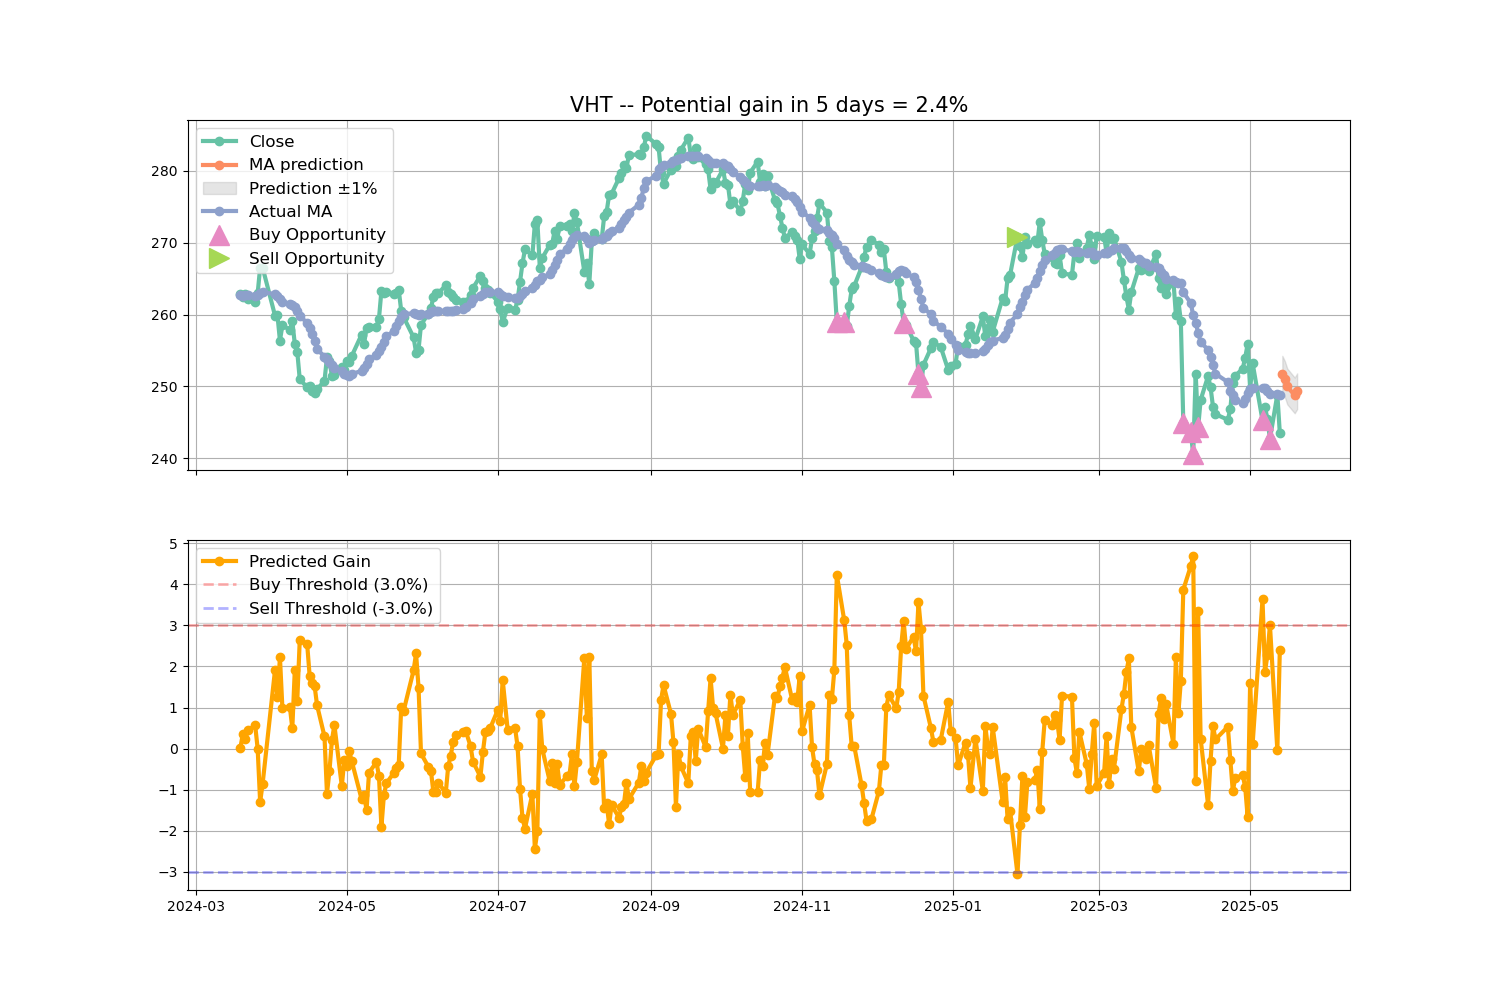 VHT -- Potential gain in 5 days = 2.4%
Close
MA prediction
Prediction ±1%
Actual MA
Buy Opportunity
Sell Opportunity
280
270
260
250
240
Predicted Gain
Buy Threshold (3.0%)
Sell Threshold (-3.0%)
5
4
3
2
1
0
−1
−2
−3
2024-03
2024-05
2024-07
2024-09
2024-11
2025-01
2025-03
2025-05